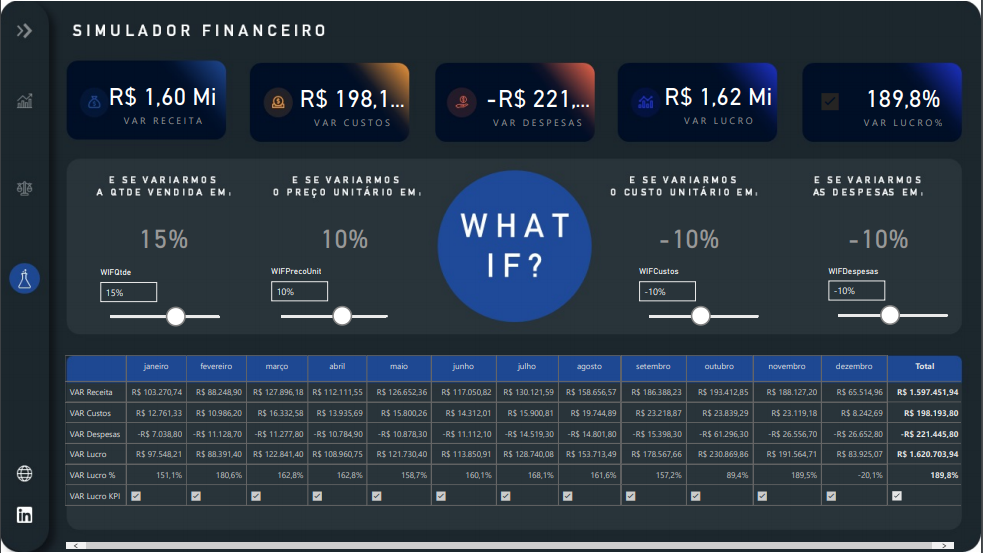 SIMULADOR FINANCEIRO
R$ 1,60 Mi
VAR RECEITA
R$ 198,1...
VAR CUSTOS
-R$ 221,...
VAR DESPESAS
R$ 1,62 Mi
VAR LUCRO
189,8%
VAR LUCRO%
E SE VARIARMOS
A QTDE VENDIDA EM:
15%
WIFQtde
15%
E SE VARIARMOS
O PREÇO UNITÁRIO EM:
10%
WIFPrecoUnit
10%
WHAT
IF?
E SE VARIARMOS
O CUSTO UNITÁRIO EM:
-10%
WIFCustos
-10%
E SE VARIARMOS
AS DESPESAS EM:
-10%
WIFDespesas
-10%
janeiro fevereiro março abril maio junho julho agosto setembro outubro novembro dezembro Total
VAR Receita R$ 103.270,74 R$ 88.248,90 R$ 127.896,18 R$ 112.111,55 R$ 126.652,36 R$ 117.050,82 R$ 130.121,59 R$ 158.656,57 R$ 186.388,23 R$ 193.412,85 R$ 188.127,20 R$ 65.514,96 R$ 1.597.451,94
VAR Custos R$ 12.761,33 R$ 10.986,20 R$ 16.332,58 R$ 13.935,69 R$ 15.800,26 R$ 14.312,01 R$ 15.900,81 R$ 19.744,89 R$ 23.218,87 R$ 23.839,29 R$ 23.119,18 R$ 8.242,69 R$ 198.193,80
VAR Despesas -R$ 7.038,80 -R$ 11.128,70 -R$ 11.277,80 -R$ 10.784,90 -R$ 10.878,30 -R$ 11.112,10 -R$ 14.519,30 -R$ 14.801,80 -R$ 15.398,30 -R$ 61.296,30 -R$ 26.556,70 -R$ 26.652,80 -R$ 221.445,80
VAR Lucro R$ 97.548,21 R$ 88.391,40 R$ 122.841,40 R$ 108.960,75 R$ 121.730,40 R$ 113.850,91 R$ 128.740,08 R$ 153.713,49 R$ 178.567,66 R$ 230.869,86 R$ 191.564,71 R$ 83.925,07 R$ 1.620.703,94
VAR Lucro % 151,1% 180,6% 162,8% 162,8% 158,7% 160,1% 168,1% 161,6% 157,2% 89,4% 189,5% -20,1% 189,8%
VAR Lucro KPI